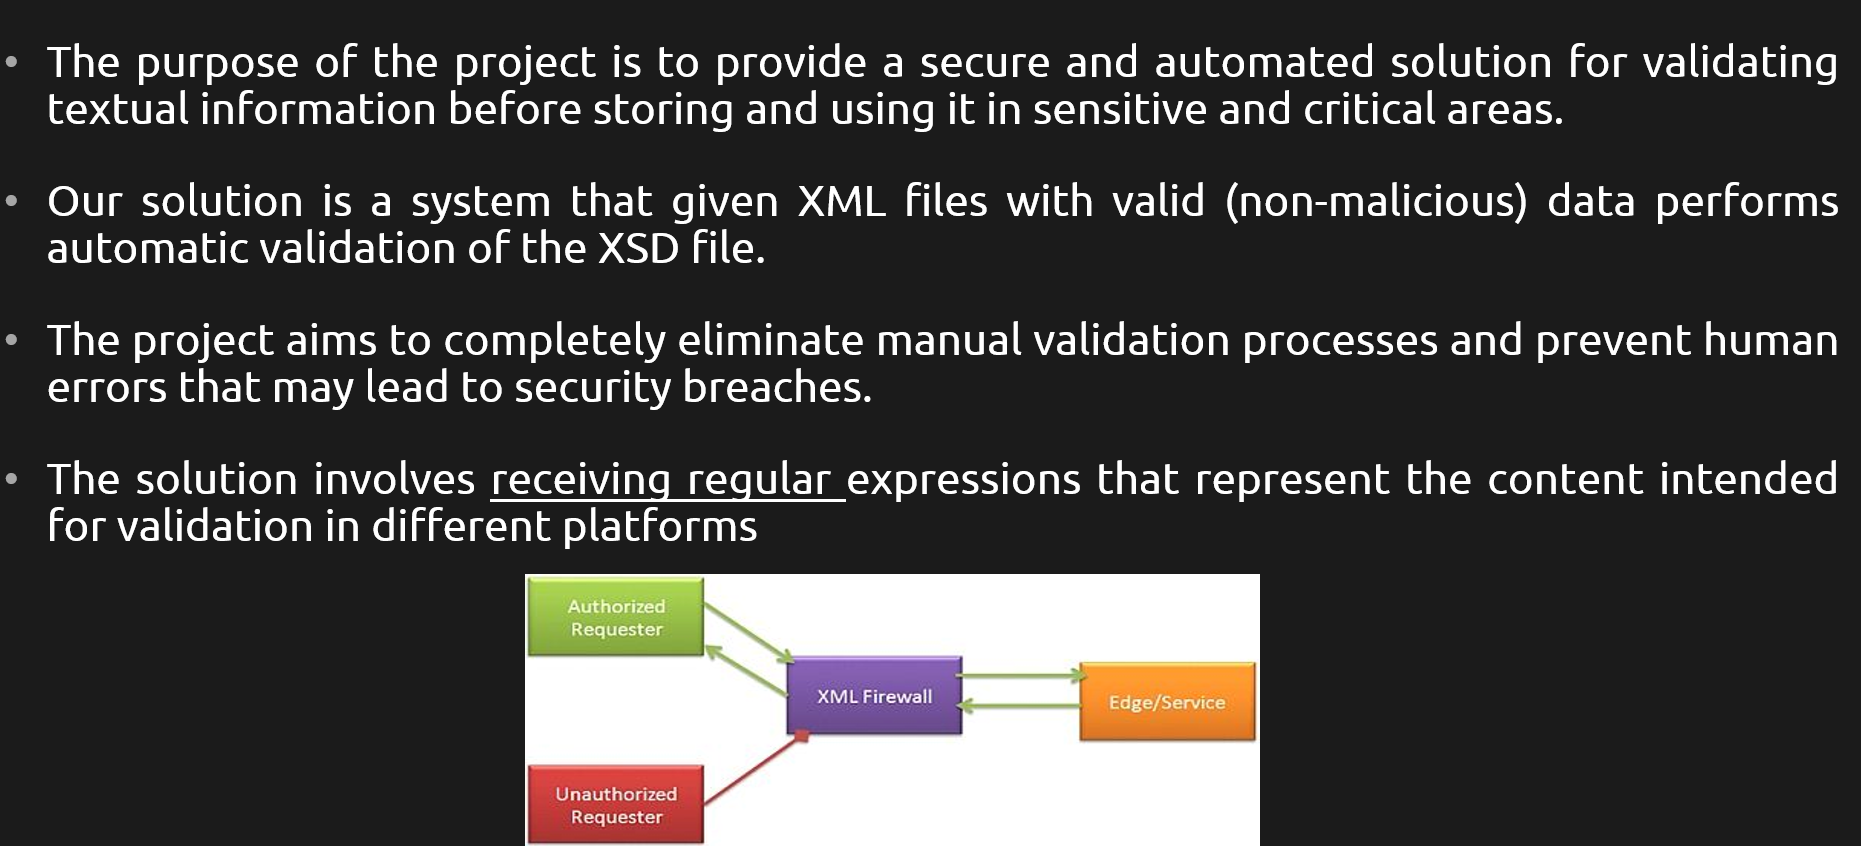 • The purpose of the project is to provide a secure and automated solution for validating
textual information before storing and using it in sensitive and critical areas.
• Our solution is a system that given XML files with valid (non-malicious) data performs
automatic validation of the XSD file.
• The project aims to completely eliminate manual validation processes and prevent human
errors that may lead to security breaches.
• The solution involves receiving regular expressions that represent the content intended
for validation in different platforms
Authorized
Requester
XML Firewall
Edge/Service
Unauthorized
Requester